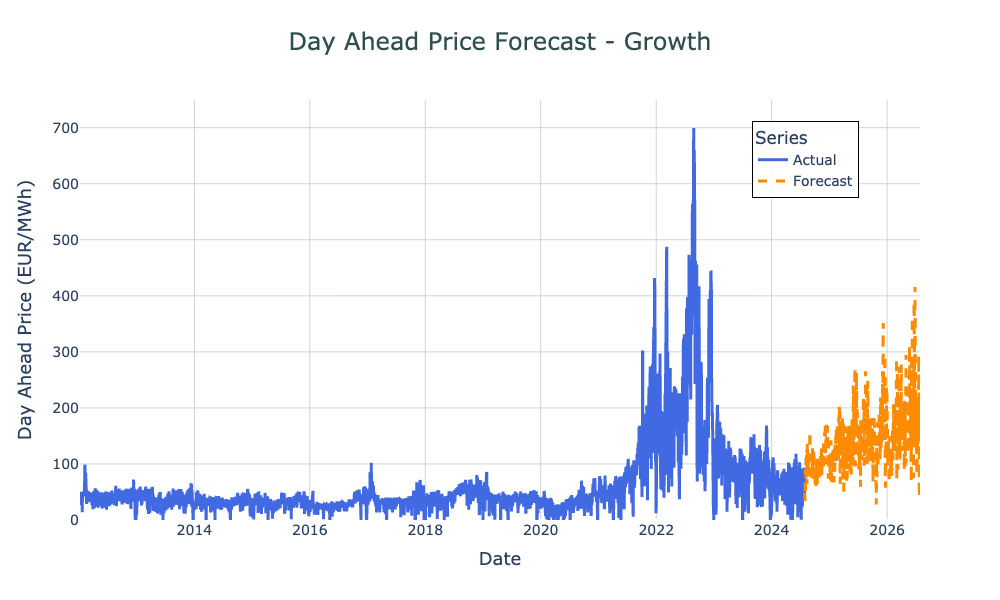 Day Ahead Price Forecast - Growth
Series
Actual
Forecast
700
600
500
400
300
200
100
0
Day Ahead Price (EUR/MWh)
2014
2016
2018
2020
2022
2024
2026
Date